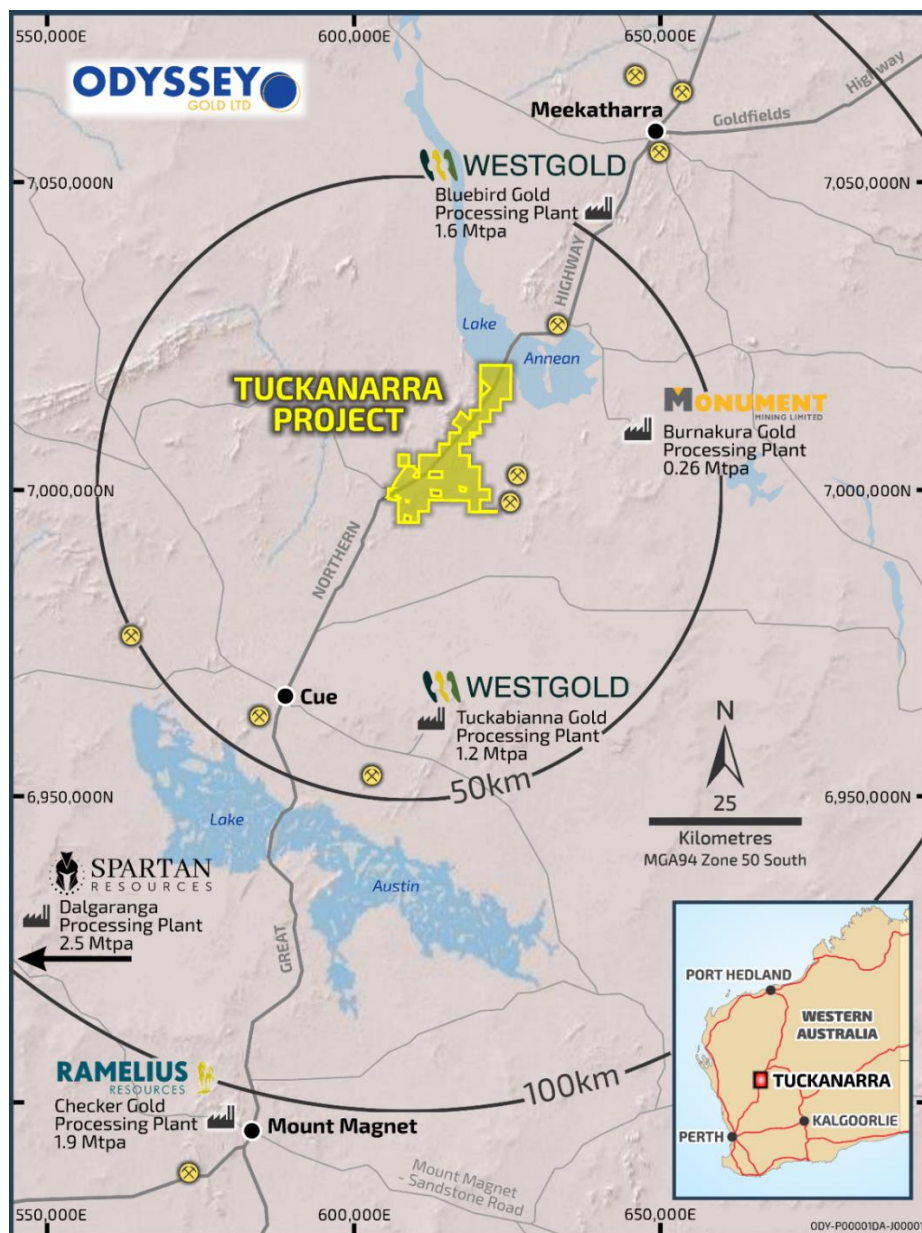 550,000E
600,000E
650,000E
ODYSSEY
GOLD LTD
Meekatharra
Goldfields
Highway
7,050,000N
WESTGOLD
7,050,000N
Bluebird Gold
Processing Plant
1.6 Mtpa
HIGHWAY
Lake
Annean
TUCKANARRA
PROJECT
MONUMENT
MINING LIMITED
Burnakura Gold
Processing Plant
0.26 Mtpa
7,000,000N
7,000,000N
NORTHERN
Cue
WESTGOLD
Tuckabianna Gold
Processing Plant
1.2 Mtpa
N
50km
6,950,000N
6,950,000N
25
Kilometres
MGA94 Zone 50 South
Lake
Austin
SPARTAN
RESOURCES
Dalgaranga
Processing Plant
2.5 Mtpa
GREAT
PORT HEDLAND
WESTERN
AUSTRALIA
TUCKANARRA
KALGOORLIE
PERTH
RAMELIUS
RESOURCES
100km
Checker Gold
Processing Plant
1.9 Mtpa
Mount Magnet
Mount Magnet
- Sandstone Road
550,000E
600,000E
650,000E
ODY-P00001DA-J00001